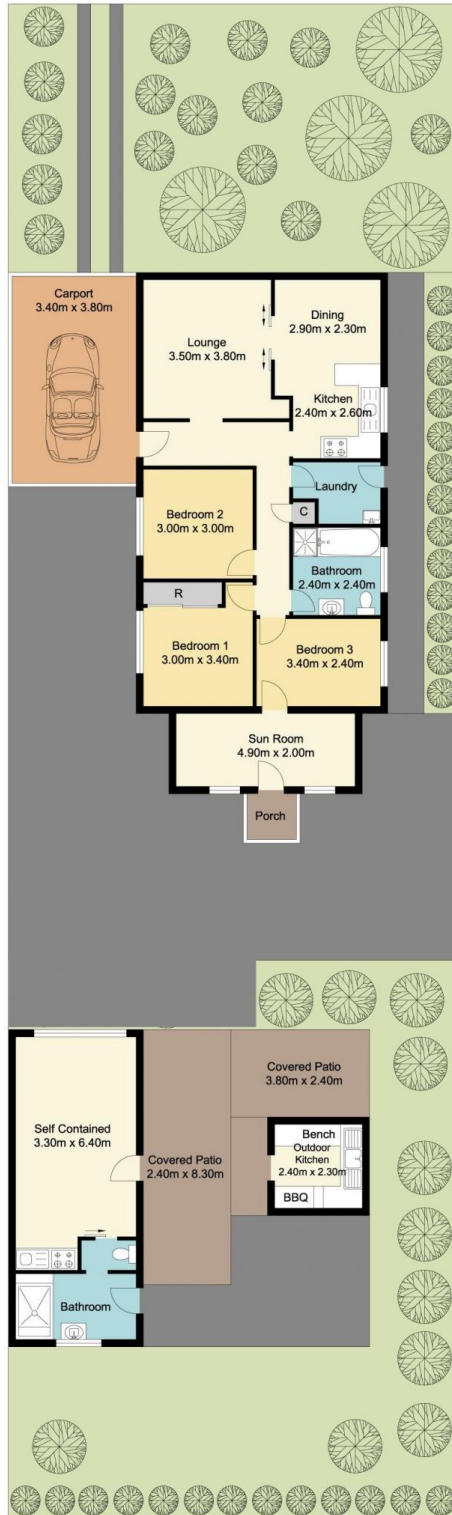 Carport
3.40m x 3.80m
Lounge
3.50m x 3.80m
Dining
2.90m x 2.30m
Kitchen
2.40m x 2.60m
Laundry
C
Bedroom 2
3.00m x 3.00m
Bathroom
2.40m x 2.40m
R
Bedroom 1
3.00m x 3.40m
Bedroom 3
3.40m x 2.40m
Sun Room
4.90m x 2.00m
Porch
Covered Patio
3.80m x 2.40m
Self Contained
3.30m x 6.40m
Covered Patio
2.40m x 8.30m
Bench
Outdoor
Kitchen
2.40m x 2.30m
BBQ
Bathroom